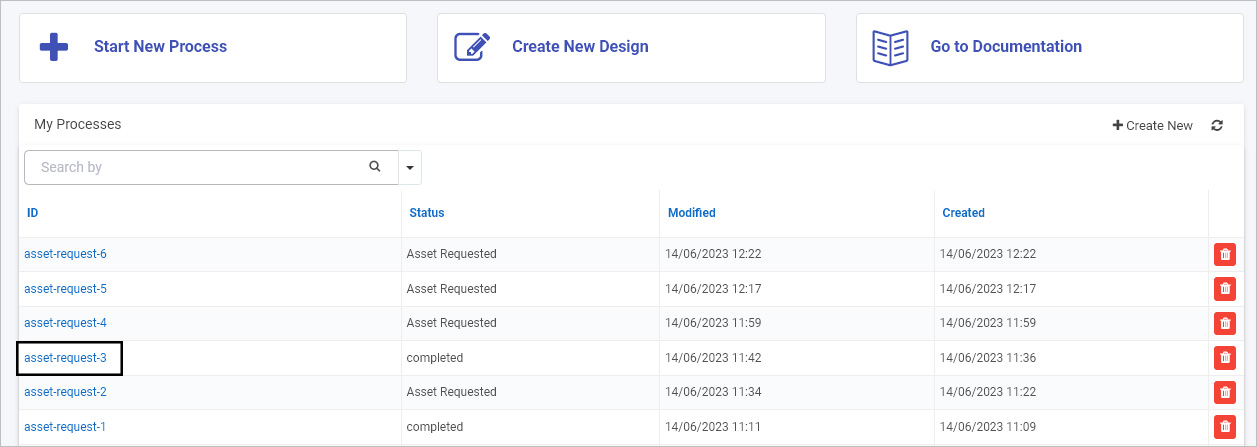 Start New Process Create New Design Go to Documentation
My Processes Create New
Search by
ID Status Modified Created
asset-request-6 Asset Requested 14/06/2023 12:22 14/06/2023 12:22
asset-request-5 Asset Requested 14/06/2023 12:17 14/06/2023 12:17
asset-request-4 Asset Requested 14/06/2023 11:59 14/06/2023 11:59
asset-request-3 completed 14/06/2023 11:42 14/06/2023 11:36
asset-request-2 Asset Requested 14/06/2023 11:34 14/06/2023 11:22
asset-request-1 completed 14/06/2023 11:11 14/06/2023 11:09